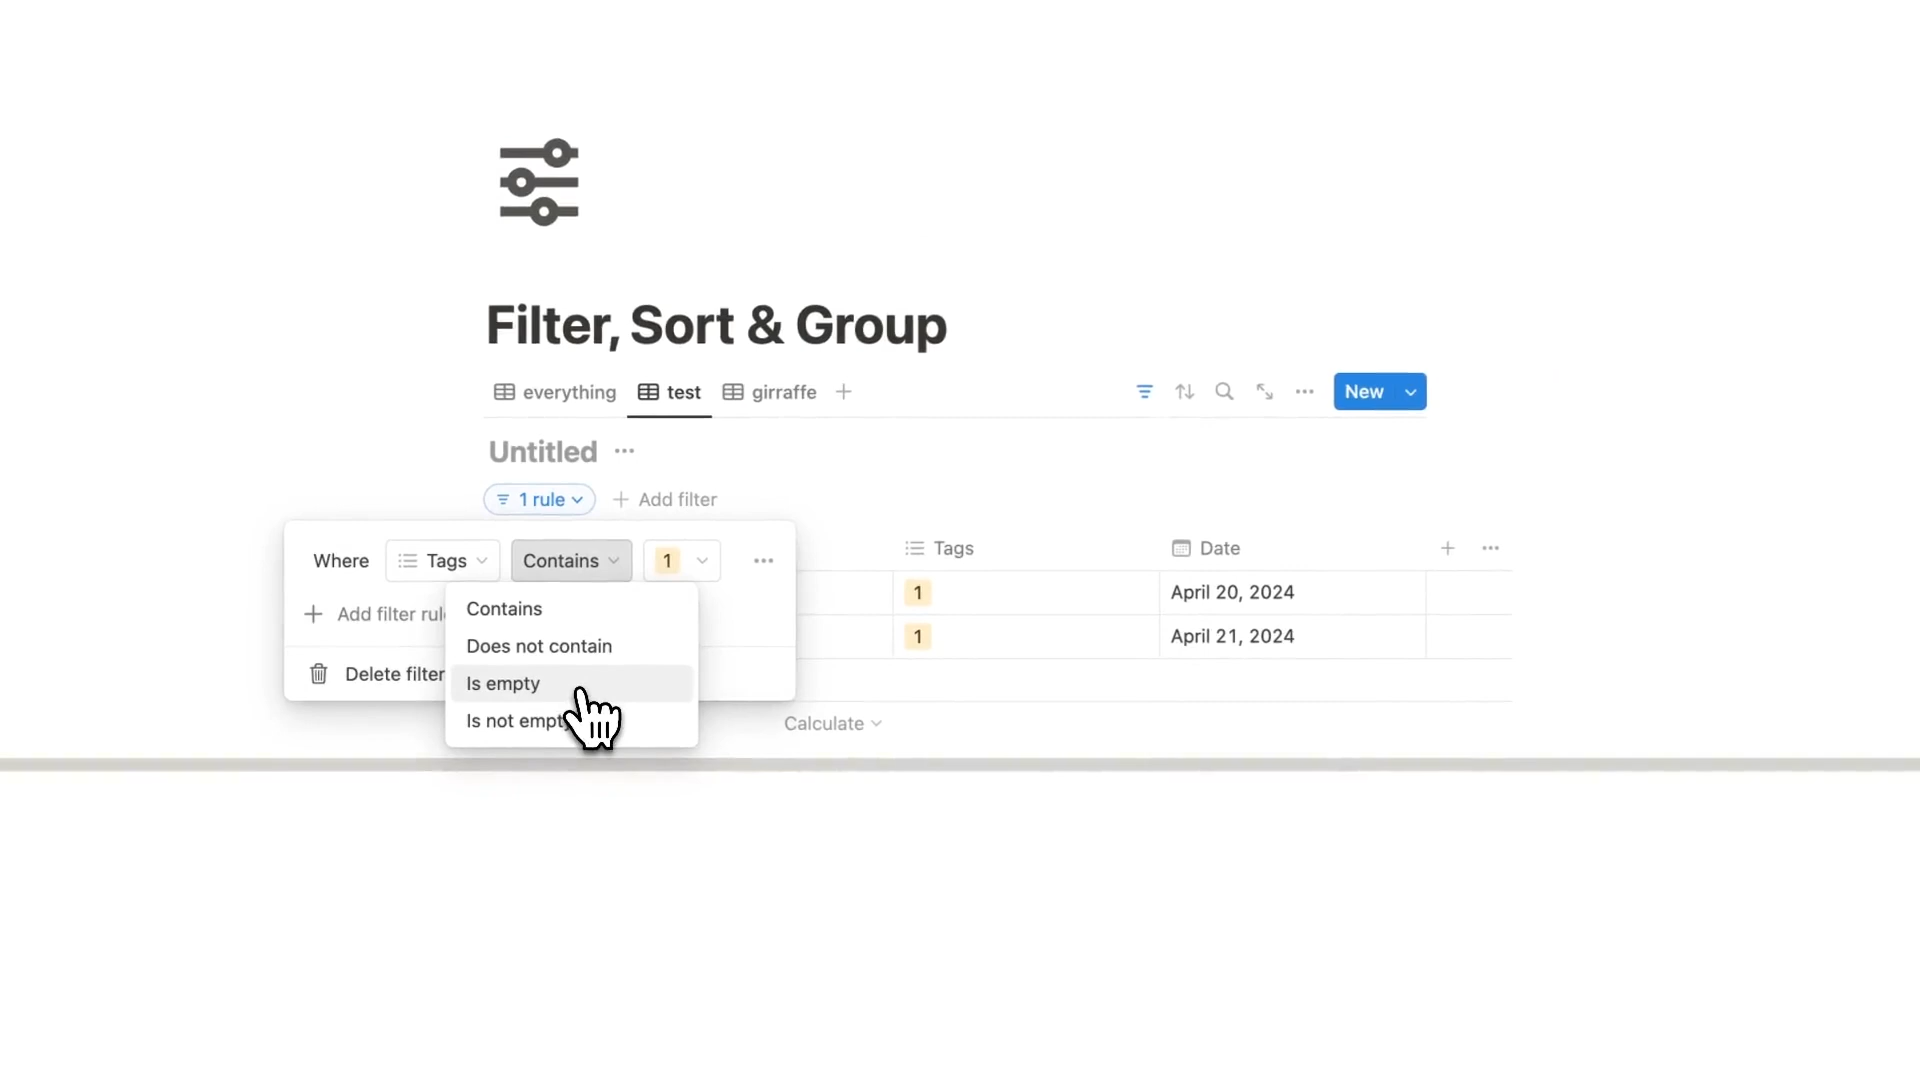 Filter, Sort & Group
everything test girraffe
New
Untitled
1 rule Add filter
Where Tags Contains 1
Tags Date
1 April 20, 2024
Add filter
Contains
Does not contain
1 April 21, 2024
Delete filter
Is empty
Is not empty
Calculate